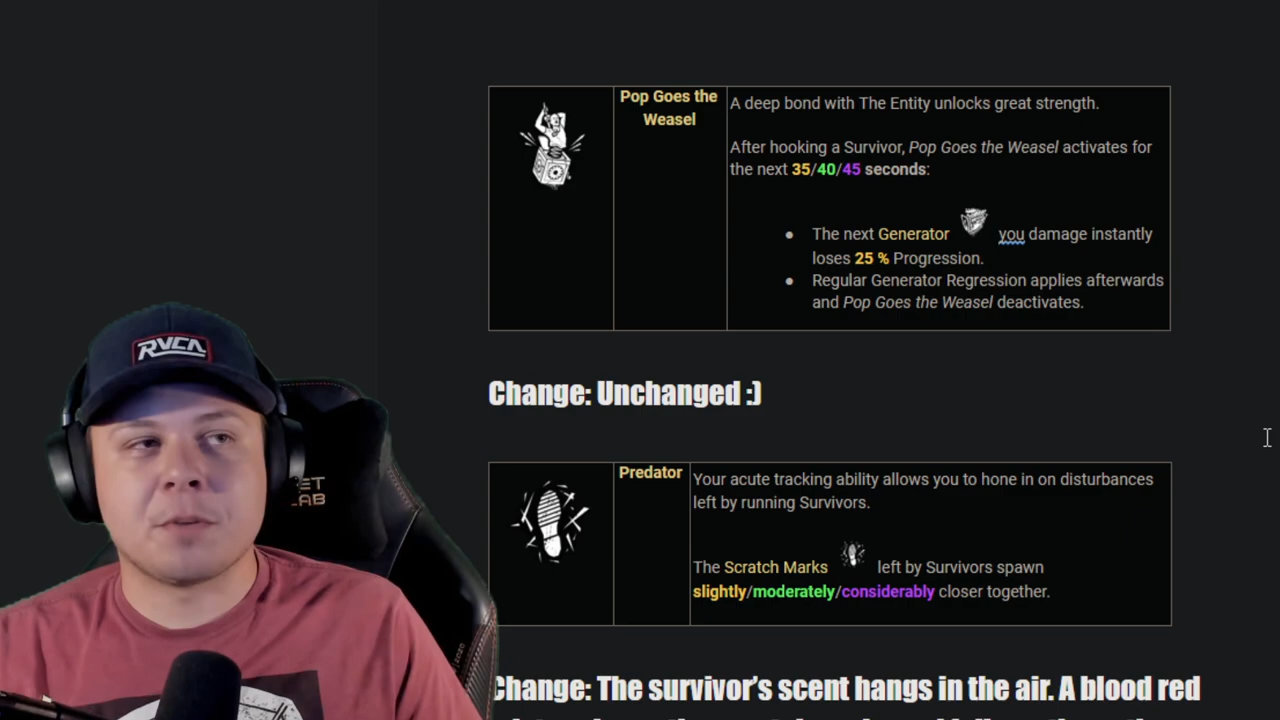 Pop Goes the
Weasel
A deep bond with The Entity unlocks great strength.
After hooking a Survivor, Pop Goes the Weasel activates for
the next 35/40/45 seconds:
● The next Generator you damage instantly
loses 25 % Progression.
● Regular Generator Regression applies afterwards
and Pop Goes the Weasel deactivates.
Change: Unchanged :)
Predator
Your acute tracking ability allows you to hone in on disturbances
left by running Survivors.
The Scratch Marks left by Survivors spawn
slightly/moderately/considerably closer together.
Change: The survivor's scent hangs in the air. A blood red
RVCA